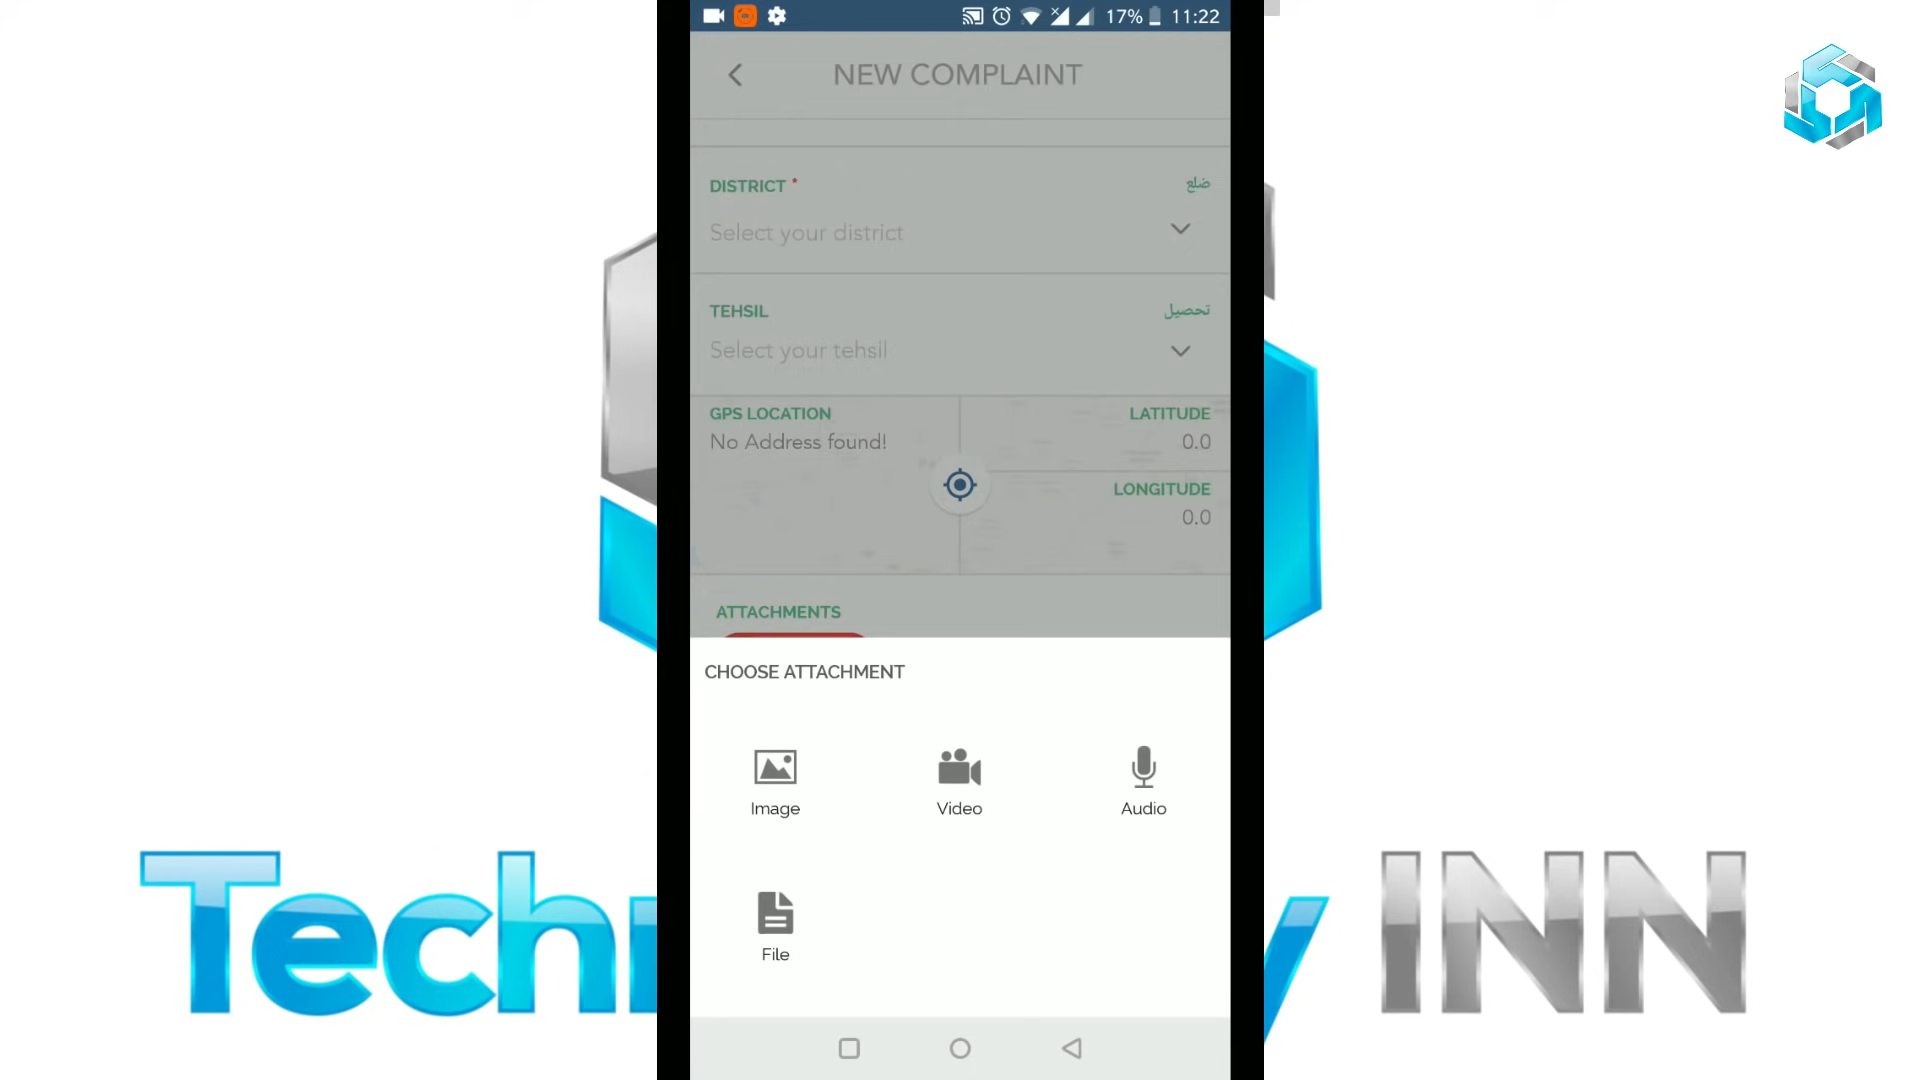 17% 11:22
NEW COMPLAINT
DISTRICT * ضلع
Select your district
TEHSIL تحصیل
Select your tehsil
GPS LOCATION LATITUDE
No Address found! 0.0
LONGITUDE
0.0
ATTACHMENTS
CHOOSE ATTACHMENT
Image Video Audio
File
Techn y INN